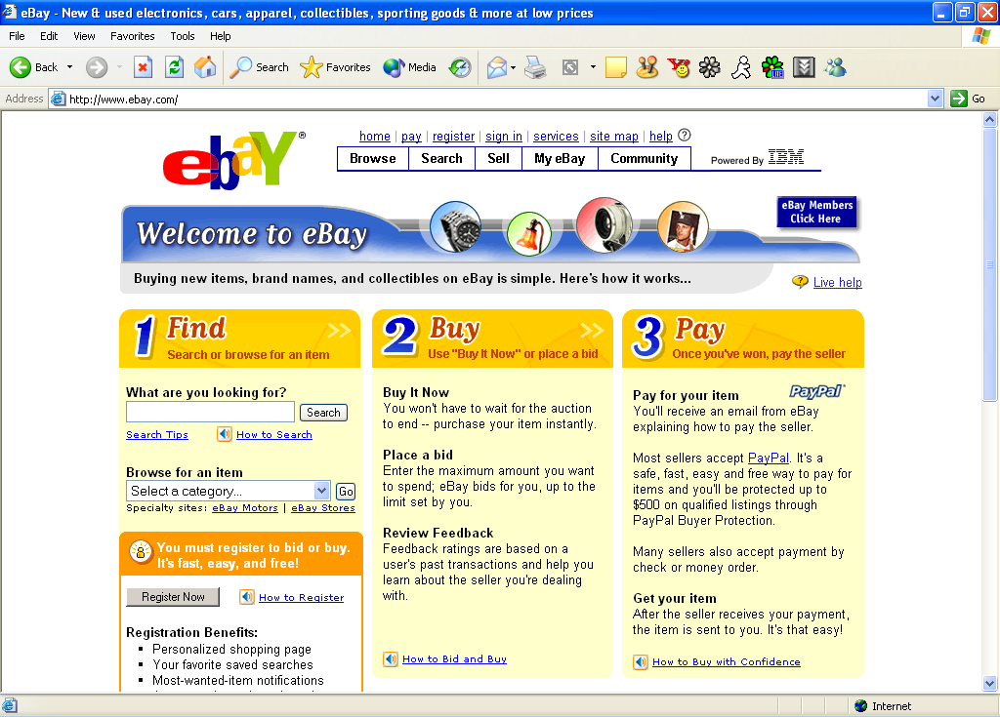 eBay - New & used electronics, cars, apparel, collectibles, sporting goods & more at low prices
File Edit View Favorites Tools Help
Back Search Favorites Media
Address http://www.ebay.com/ Go
home | pay | register | sign in | services | site map | help ?
ebaY®
Browse Search Sell My eBay Community
Powered By IBM
Welcome to eBay
eBay Members
Click Here
Buying new items, brand names, and collectibles on eBay is simple. Here's how it works...
Live help
1 Find
Search or browse for an item
What are you looking for?
Search
Search Tips How to Search
Browse for an item
Select a category... Go
Specialty sites: eBay Motors | eBay Stores
You must register to bid or buy.
It's fast, easy, and free!
Register Now How to Register
Registration Benefits:
Personalized shopping page
Your favorite saved searches
Most-wanted-item notifications
2 Buy
Use "Buy It Now" or place a bid
Buy It Now
You won't have to wait for the auction
to end -- purchase your item instantly.
Place a bid
Enter the maximum amount you want
to spend; eBay bids for you, up to the
limit set by you.
Review Feedback
Feedback ratings are based on a
user's past transactions and help you
learn about the seller you're dealing
with.
How to Bid and Buy
3 Pay
Once you've won, pay the seller
Pay for your item PayPal
You'll receive an email from eBay
explaining how to pay the seller.
Most sellers accept PayPal. It's a
safe, fast, easy and free way to pay for
items and you'll be protected up to
$500 on qualified listings through
PayPal Buyer Protection.
Many sellers also accept payment by
check or money order.
Get your item
After the seller receives your payment,
the item is sent to you. It's that easy!
How to Buy with Confidence
Internet